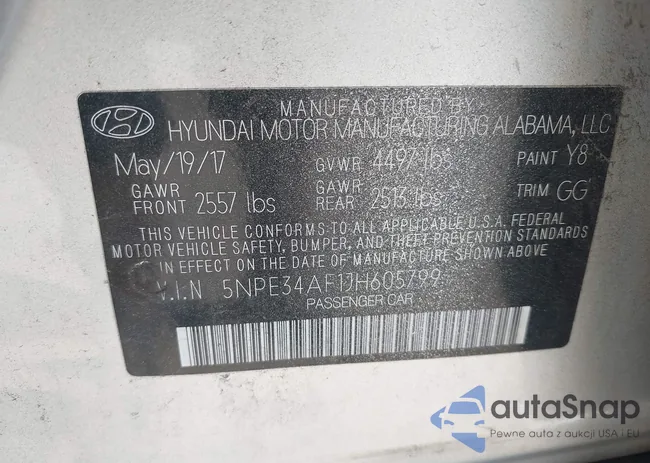 MANUFACTURED BY
HYUNDAI MOTOR MANUFACTURING ALABAMA, LLC
May/19/17 GVWR 4497 lbs PAINT Y8
GAWR FRONT 2557 lbs GAWR REAR 2513 lbs TRIM GG
THIS VEHICLE CONFORMS TO ALL APPLICABLE U.S.A. FEDERAL
MOTOR VEHICLE SAFETY, BUMPER, AND THEFT PREVENTION STANDARDS
IN EFFECT ON THE DATE OF MANUFACTURE SHOWN ABOVE
V.I.N 5NPE34AF1JH605799
PASSENGER CAR
autoSnap
Pewne auta z aukcji USA i EU